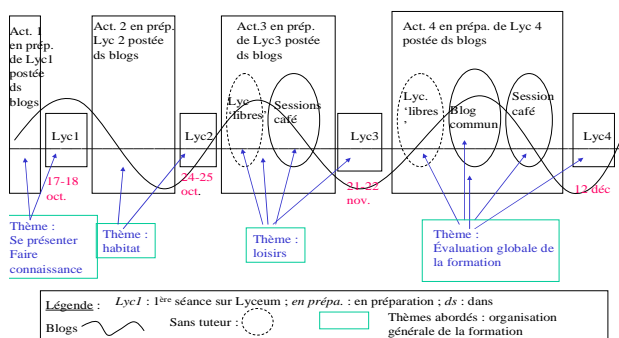 Act. 1
en prép.
de Lyc1
postée
ds
blogs
Act. 2 en prép.
Lyc 2 postée
ds blogs
Act.3 en prép.
de Lyc3 postée
ds blogs
Act. 4 en prépa. de Lyc 4
postée ds blogs
Lyc
‘libres’
Sessions
café
Lyc.
‘libres’
Blog
commun
Session
café
Lyc1
Lyc2
Lyc3
Lyc4
17-18
oct.
24-25
oct.
21-22
nov.
12 déc
Thème:
Se présenter
Faire
connaissance
Thème :
habitat
Thème :
loisirs
Thème :
Évaluation globale de
la formation
Légende : Lyc1 : 1ère séance sur Lyceum ; en prépa. : en préparation ; ds : dans
Blogs
Sans tuteur :
Thèmes abordés : organisation
générale de la formation